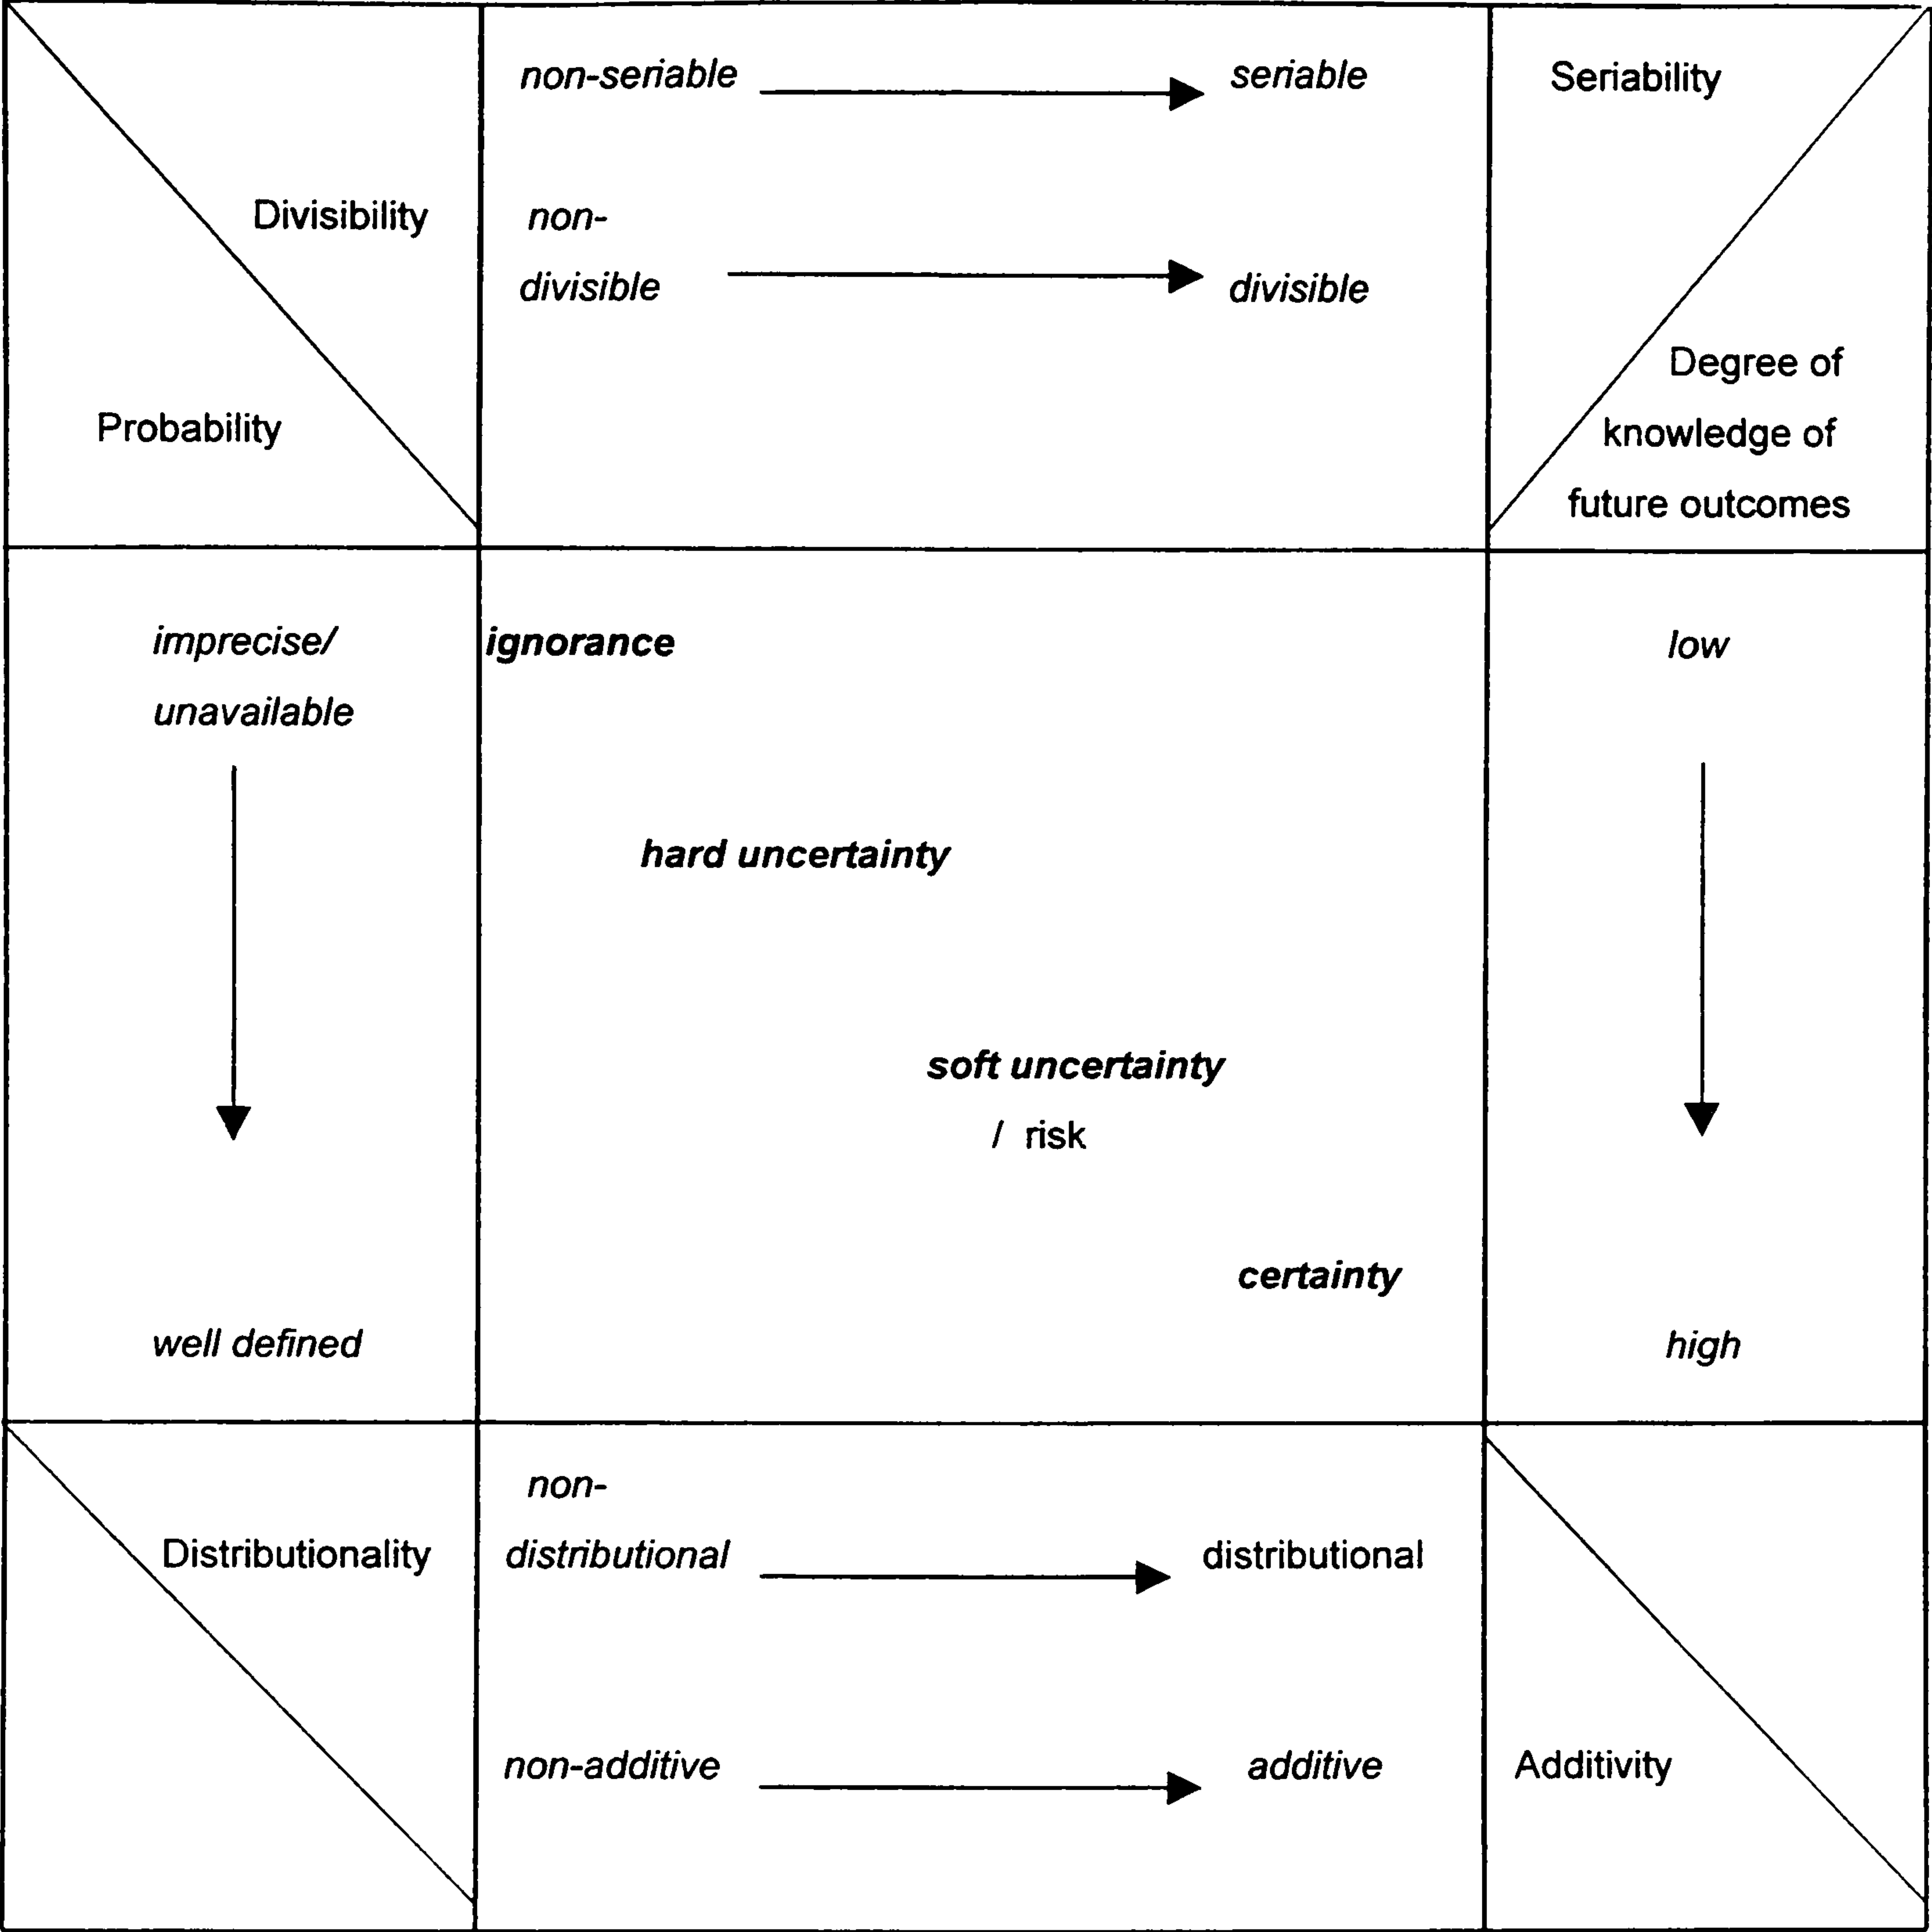 non-seriable seriable Seriability
Divisibility non-
divisible divisible
Degree of
Probability knowledge of
future outcomes
imprecise/ ignorance low
unavailable
hard uncertainty
soft uncertainty
/ risk
certainty
well defined high
non-
Distributionality distributional distributional
non-additive additive Additivity